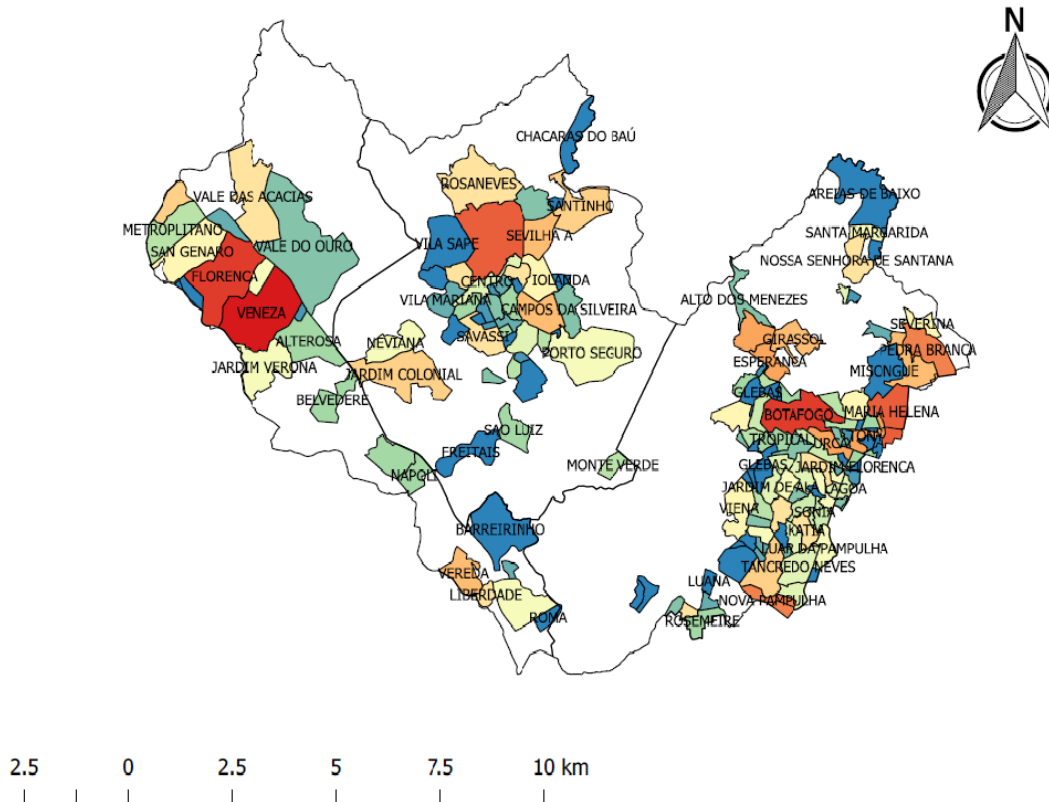 N
CHACARAS DO BAÚ
ROSANEVES
AREIAS DE BAIXO
VALE DAS ACACIAS
SANTINHO
METROPLITANO
SANTA MARGARIDA
SEVILHA A
VILA SAPE
VALE DO OURO
SAN GENARO
NOSSA SENHORA DE SANTANA
FLORENCA
CENTRO
IOLANDA
VILA MARIANA
ALTO DOS MENEZES
VENEZA
CAMPOS DA SILVEIRA
SEVERINA
ALTEROSA
NEVIANA
SAVASSI
GIRASSOL
PORTO SEGURO
PEDRA BRANCA
ESPERANCA
JARDIM VERONA
JARDIM COLONIAL
MISONGUE
GLEBAS
BELVEDERE
BOTAFOGO
MARIA HELENA
SAO LUIZ
TROPICAL
URCA
TONY
FREITAIS
MONTE VERDE
GLEBAS
JARDIM FLORENCA
NAPOLI
JARDIM DE ALA
LAGOA
VIENA
SONIA
BARREIRINHO
KATIA
LUAR DA PAMPULHA
VEREDA
TANCREDO NEVES
LUANA
LIBERDADE
NOVA PAMPULHA
ROMA
ROSEMEIRE
2.5 0 2.5 5 7.5 10 km